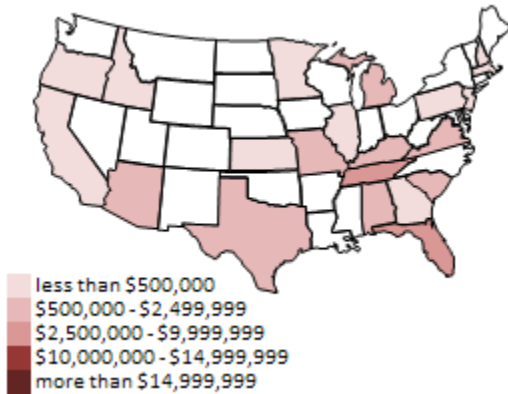 less than $500,000
$500,000 - $2,499,999
$2,500,000 - $9,999,999
$10,000,000 - $14,999,999
more than $14,999,999